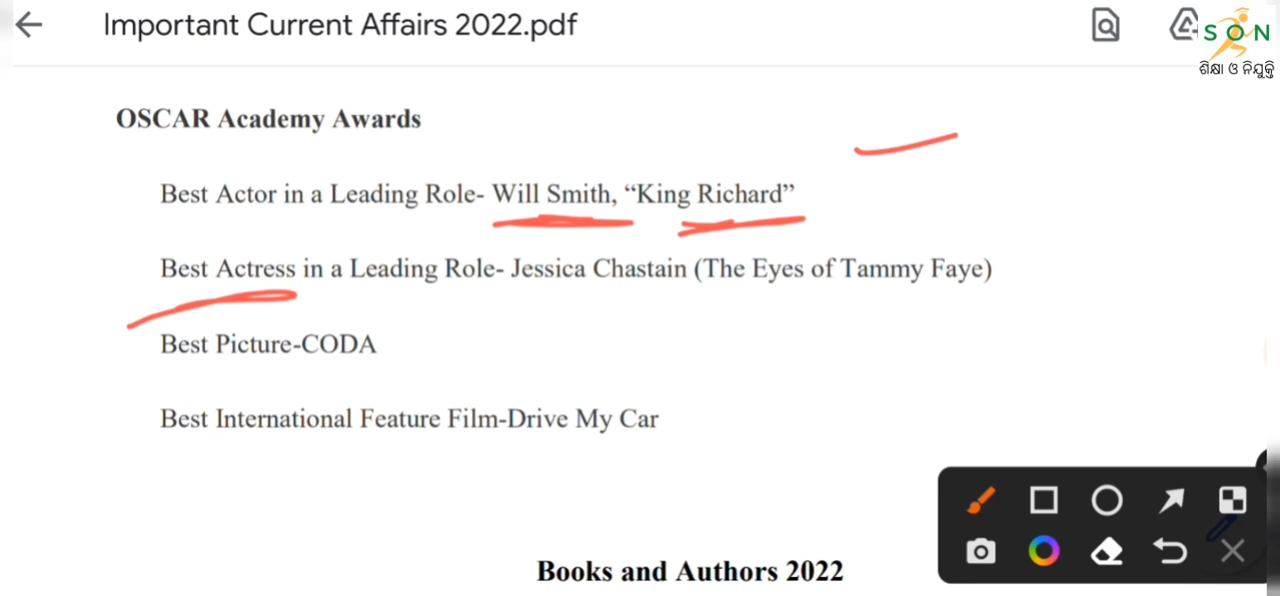 Important Current Affairs 2022.pdf
SON
ଶିକ୍ଷା ଓ ନିଯୁକ୍ତି
OSCAR Academy Awards
Best Actor in a Leading Role- Will Smith, “King Richard”
Best Actress in a Leading Role- Jessica Chastain (The Eyes of Tammy Faye)
Best Picture-CODA
Best International Feature Film-Drive My Car
Books and Authors 2022